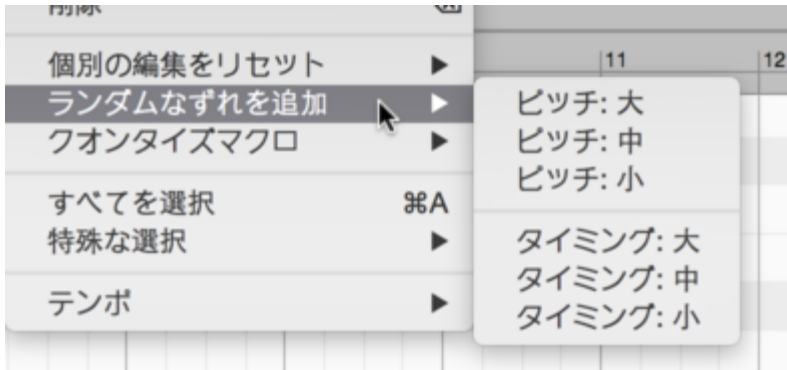 削除
個別の編集をリセット
ランダムなずれを追加
クオンタイズマクロ
すべてを選択 ⌘A
特殊な選択
テンポ
11 12
ピッチ: 大
ピッチ: 中
ピッチ: 小
タイミング: 大
タイミング: 中
タイミング: 小